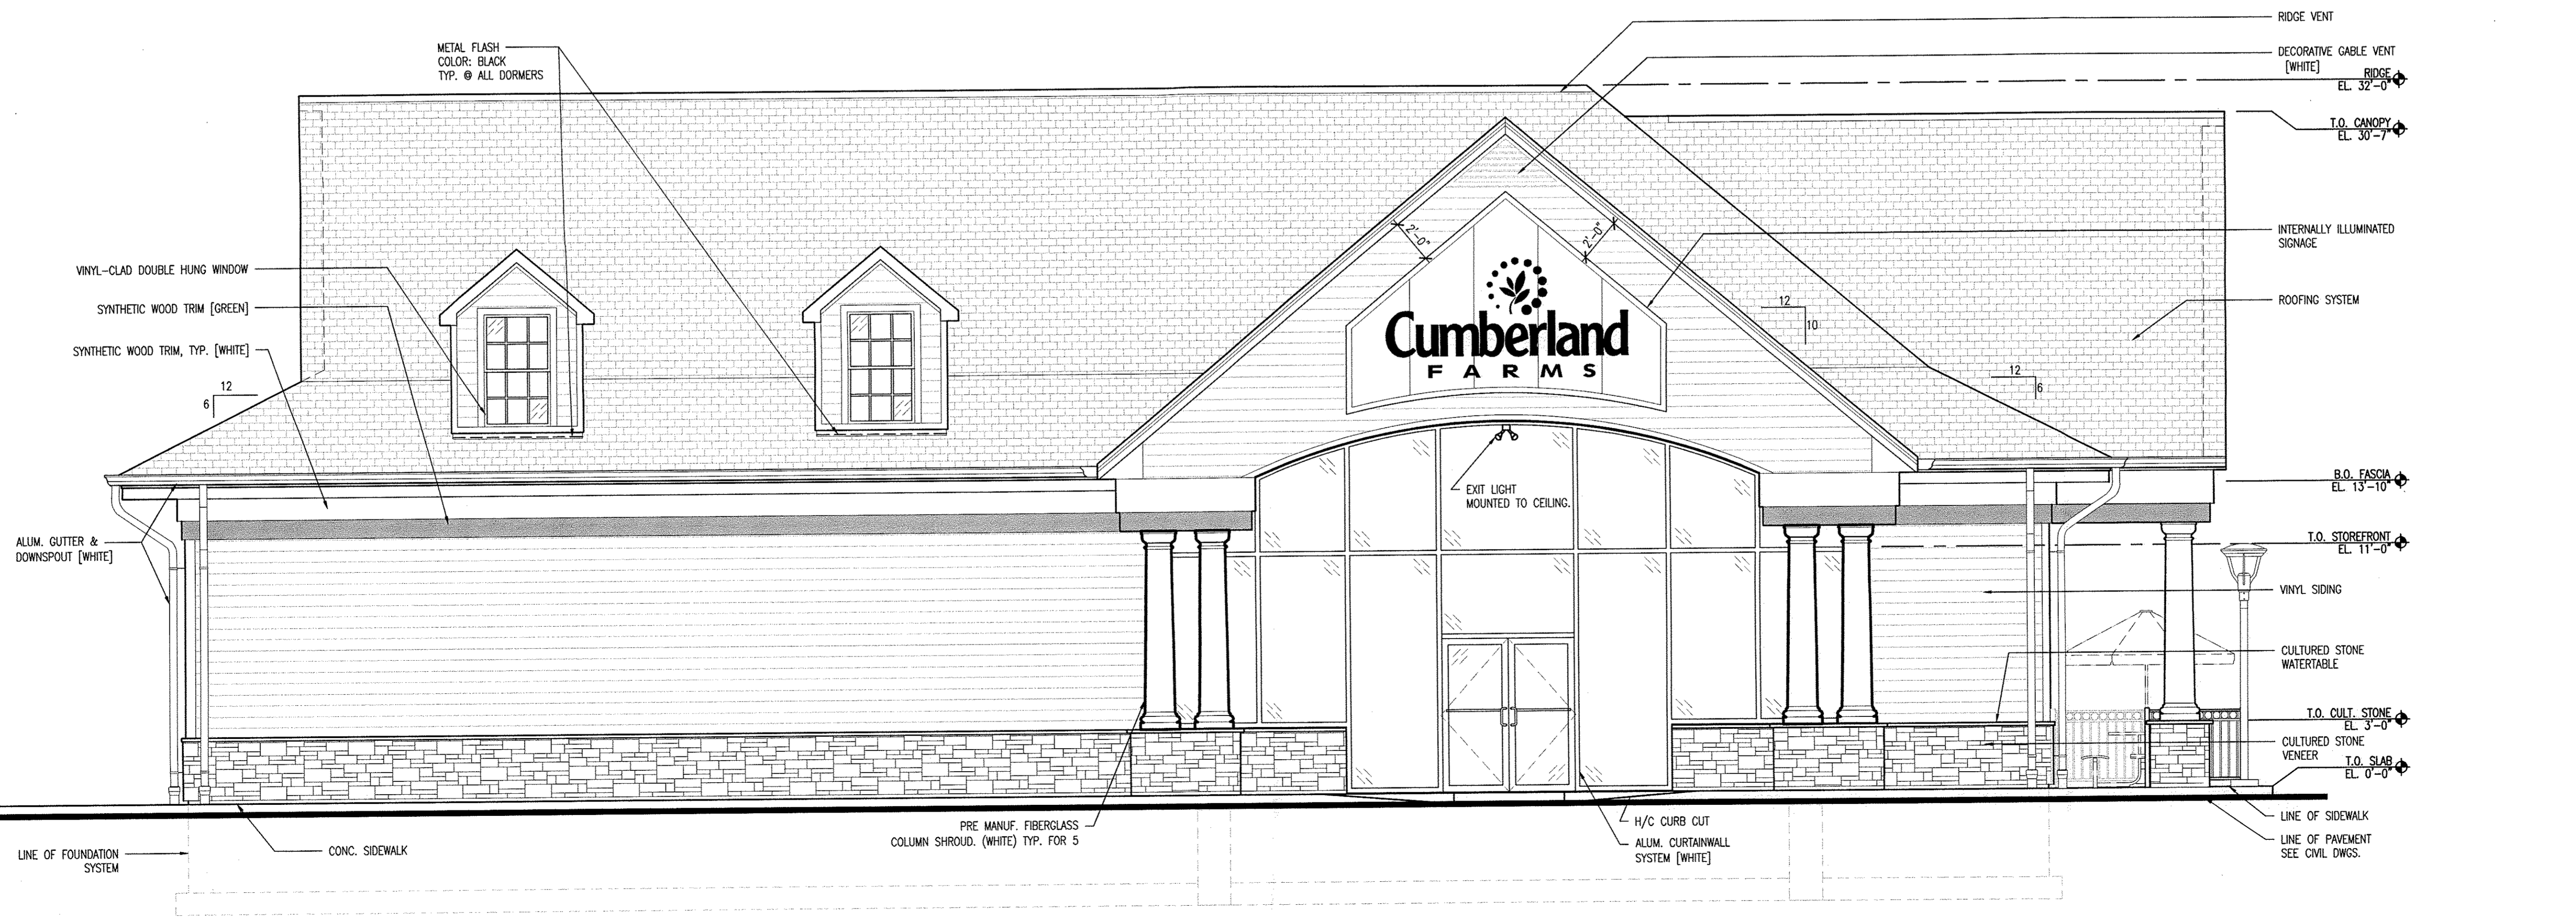 RIDGE VENT
METAL FLASH
COLOR: BLACK
TYP. @ ALL DORMERS
DECORATIVE GABLE VENT
[WHITE]
RIDGE
EL. 32'-0"
T.O. CANOPY
EL. 30'-7"
2'-0"
2'-0"
INTERNALLY ILLUMINATED
SIGNAGE
VINYL-CLAD DOUBLE HUNG WINDOW
SYNTHETIC WOOD TRIM [GREEN]
SYNTHETIC WOOD TRIM, TYP. [WHITE]
12
6
Cumberland
FARMS
12
10
ROOFING SYSTEM
12
6
B.O. FASCIA
EL. 13'-10"
EXIT LIGHT
MOUNTED TO CEILING.
ALUM. GUTTER &
DOWNSPOUT [WHITE]
T.O. STOREFRONT
EL. 11'-0"
VINYL SIDING
CULTURED STONE
WATERTABLE
T.O. CULT. STONE
EL. 3'-0"
CULTURED STONE
VENEER
T.O. SLAB
EL. 0'-0"
PRE MANUF. FIBERGLASS
COLUMN SHROUD. (WHITE) TYP. FOR 5
H/C CURB CUT
ALUM. CURTAINWALL
SYSTEM [WHITE]
LINE OF SIDEWALK
LINE OF PAVEMENT
SEE CIVIL DWGS.
LINE OF FOUNDATION
SYSTEM
CONC. SIDEWALK